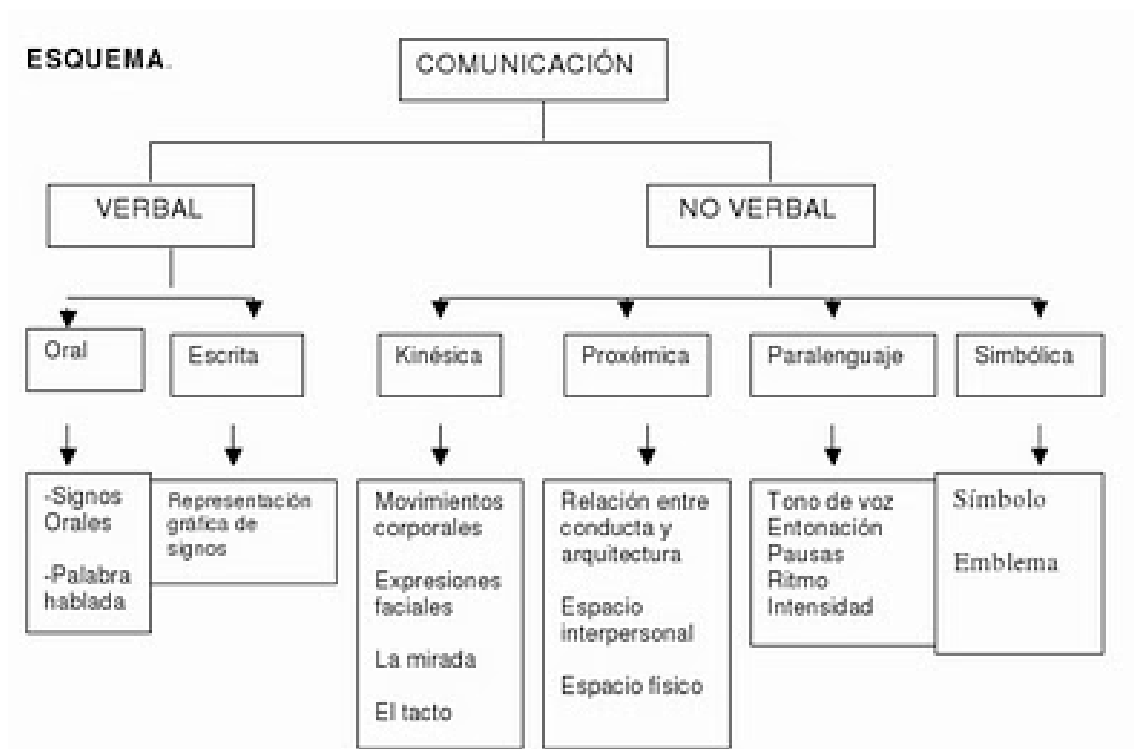 ESQUEMA.
COMUNICACIÓN
VERBAL
NO VERBAL
Oral
Escrita
Kinésica
Proxémica
Paralenguaje
Simbólica
-Signos
Orales
-Palabra
hablada
Representación
gráfica de
signos
Movimientos
corporales
Expresiones
faciales
La mirada
El tacto
Relación entre
conducta y
arquitectura
Espacio
interpersonal
Espacio físico
Tono de voz
Entonación
Pausas
Ritmo
Intensidad
Símbolo
Emblema